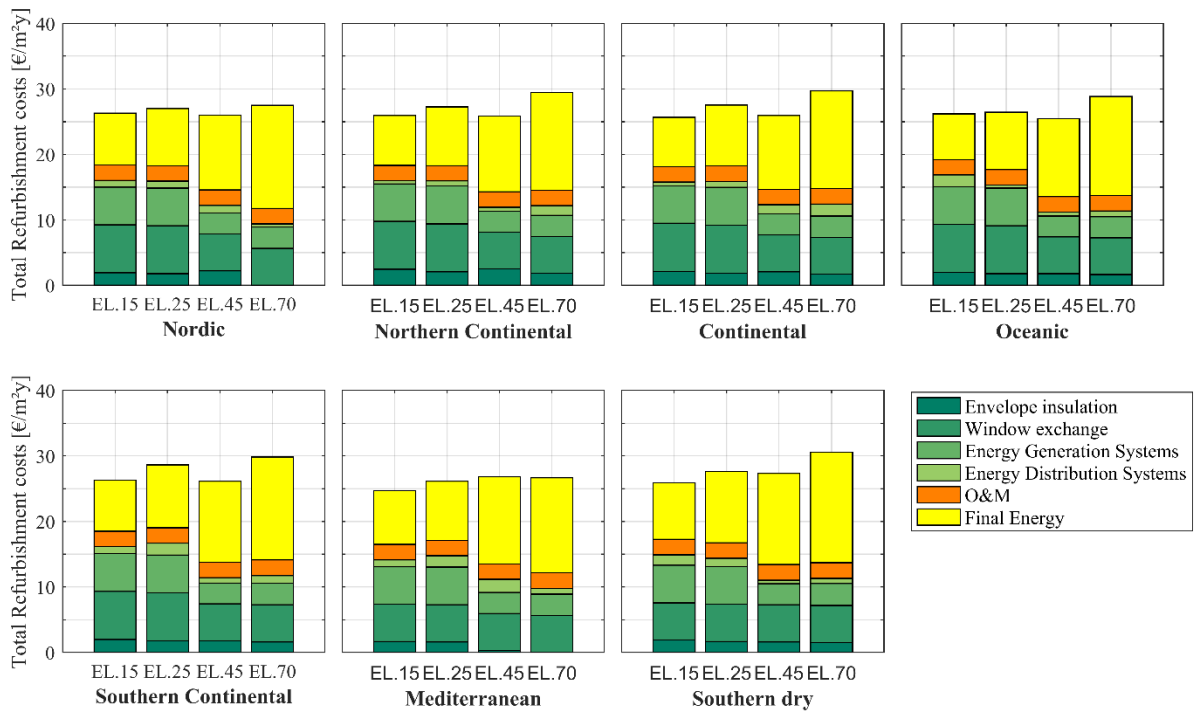 Total Refurbishment costs [€/m²y]
40
30
20
10
0
EL.15 EL.25 EL.45 EL.70
Nordic
EL.15 EL.25 EL.45 EL.70
Northern Continental
EL.15 EL.25 EL.45 EL.70
Continental
EL.15 EL.25 EL.45 EL.70
Oceanic
Total Refurbishment costs [€/m²y]
40
30
20
10
0
EL.15 EL.25 EL.45 EL.70
Southern Continental
EL.15 EL.25 EL.45 EL.70
Mediterranean
EL.15 EL.25 EL.45 EL.70
Southern dry
Envelope insulation
Window exchange
Energy Generation Systems
Energy Distribution Systems
O&M
Final Energy